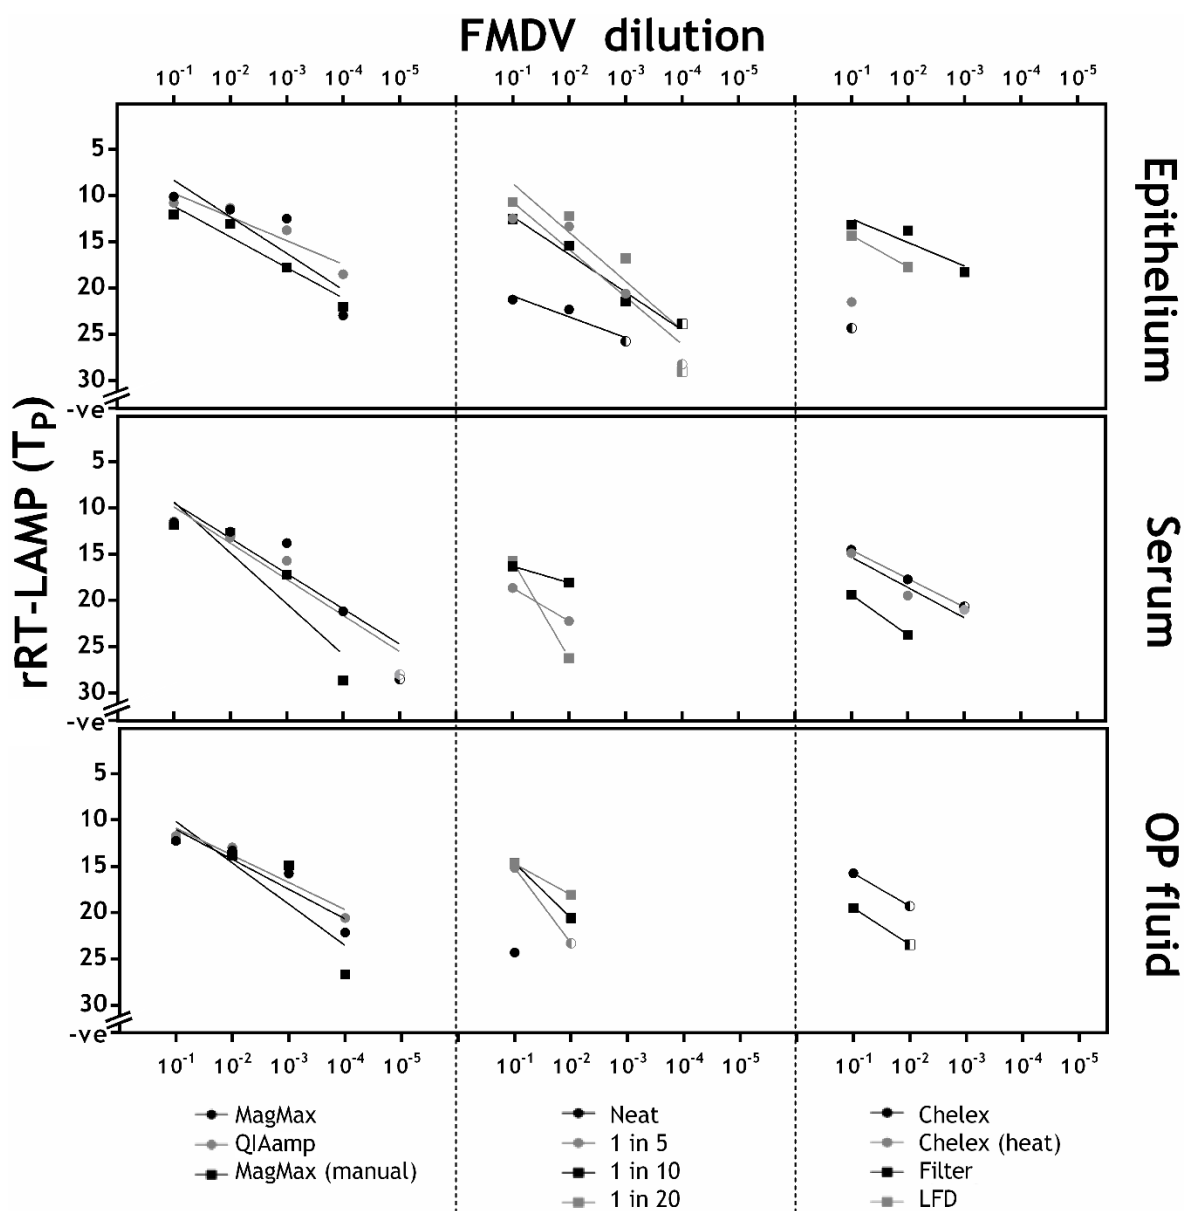 FMDV dilution
10⁻¹ 10⁻² 10⁻³ 10⁻⁴ 10⁻⁵ 10⁻¹ 10⁻² 10⁻³ 10⁻⁴ 10⁻⁵ 10⁻¹ 10⁻² 10⁻³ 10⁻⁴ 10⁻⁵
rRT-LAMP (Tₚ)
5
10
15
20
25
30
-ve
Epithelium
5
10
15
20
25
30
-ve
Serum
5
10
15
20
25
30
-ve
OP fluid
10⁻¹ 10⁻² 10⁻³ 10⁻⁴ 10⁻⁵ 10⁻¹ 10⁻² 10⁻³ 10⁻⁴ 10⁻⁵ 10⁻¹ 10⁻² 10⁻³ 10⁻⁴ 10⁻⁵
MagMax
QIAamp
MagMax (manual)
Neat
1 in 5
1 in 10
1 in 20
Chelex
Chelex (heat)
Filter
LFD